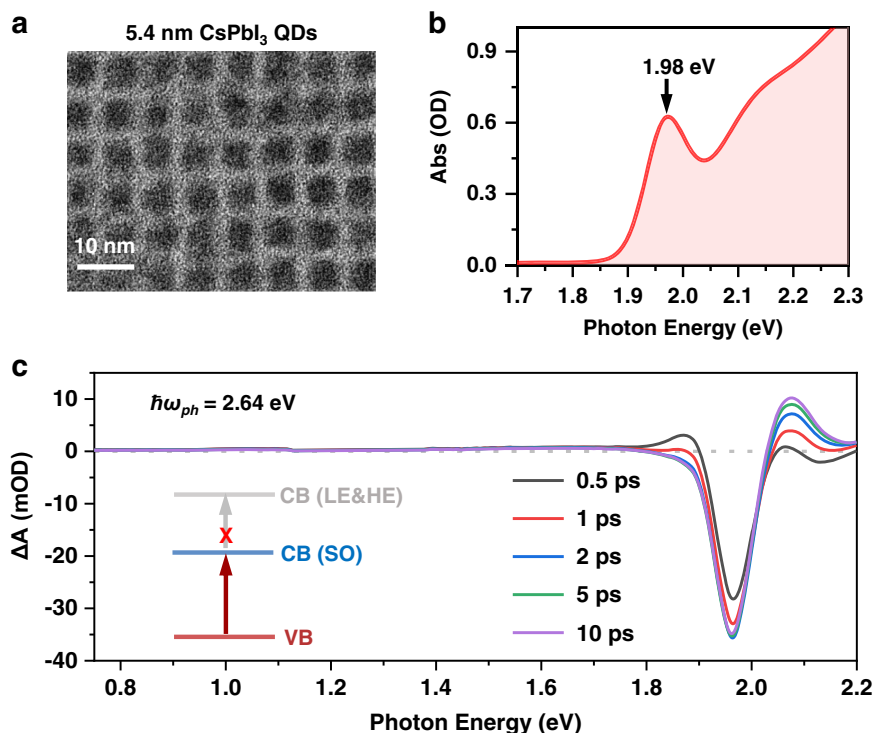 a
5.4 nm CsPbI₃ QDs
10 nm
b
1.98 eV
Abs (OD)
0.9
0.6
0.3
0.0
1.7 1.8 1.9 2.0 2.1 2.2 2.3
Photon Energy (eV)
c
ħω_ph = 2.64 eV
ΔA (mOD)
10
0
-10
-20
-30
-40
CB (LE&HE)
X
CB (SO)
VB
0.5 ps
1 ps
2 ps
5 ps
10 ps
0.8 1.0 1.2 1.4 1.6 1.8 2.0 2.2
Photon Energy (eV)